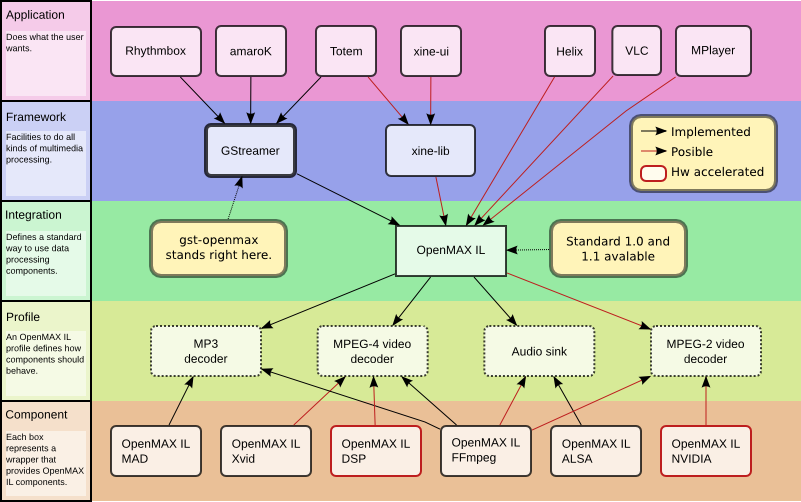 Application
Does what the user
wants.
Rhythmbox
amaroK
Totem
xine-ui
Helix
VLC
MPlayer
Framework
Facilities to do all
kinds of multimedia
processing.
GStreamer
xine-lib
Implemented
Posible
Hw accelerated
Integration
Defines a standard
way to use data
processing
components.
gst-openmax
stands right here.
OpenMAX IL
Standard 1.0 and
1.1 avalable
Profile
An OpenMAX IL
profile defines how
components should
behave.
MP3
decoder
MPEG-4 video
decoder
Audio sink
MPEG-2 video
decoder
Component
Each box
represents a
wrapper that
provides OpenMAX
IL components.
OpenMAX IL
MAD
OpenMAX IL
Xvid
OpenMAX IL
DSP
OpenMAX IL
FFmpeg
OpenMAX IL
ALSA
OpenMAX IL
NVIDIA